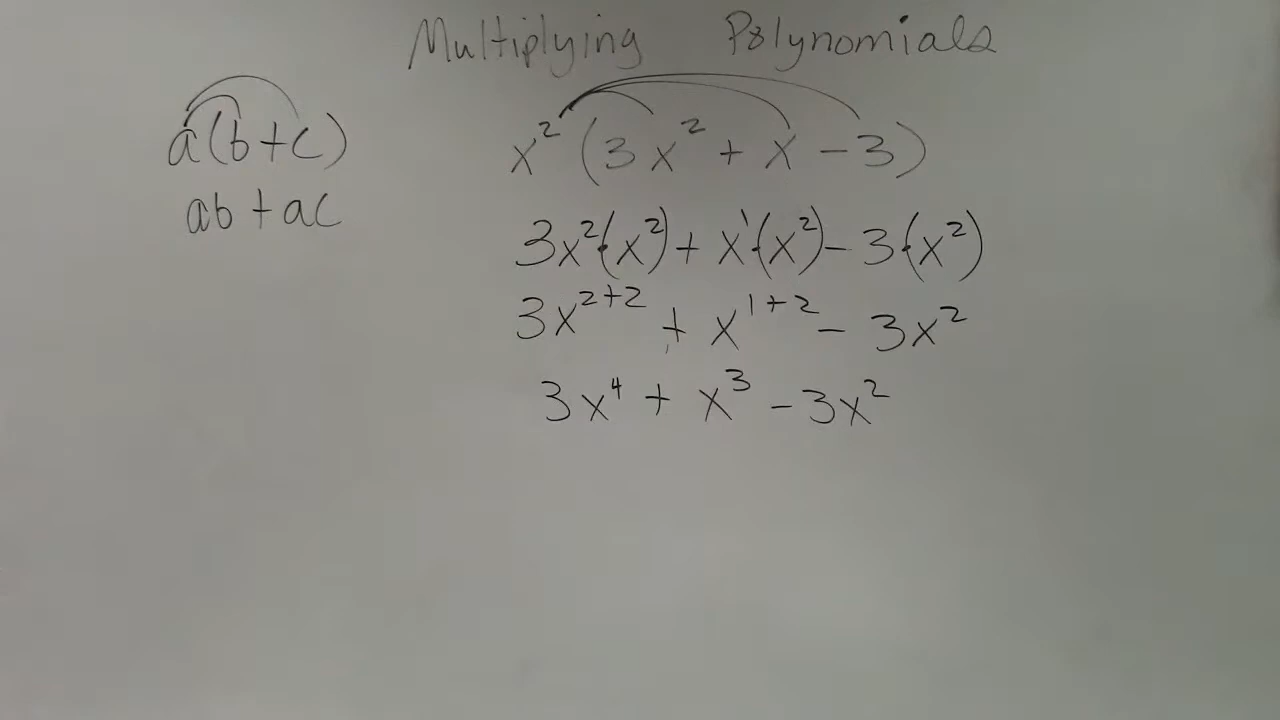 Multiplying Polynomials
a(b+c)
ab+ac
x²(3x²+x-3)
3x²·(x²)+x¹·(x²)-3·(x²)
3x²⁺²+x¹⁺²-3x²
3x⁴+x³-3x²